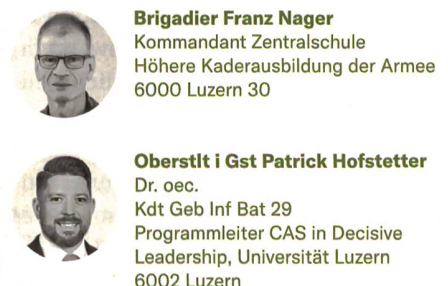 Brigadier Franz Nager
Kommandant Zentralschule
Höhere Kaderausbildung der Armee
6000 Luzern 30
Oberstlt i Gst Patrick Hofstetter
Dr. oec.
Kdt Geb Inf Bat 29
Programmleiter CAS in Decisive
Leadership, Universität Luzern
6002 Luzern